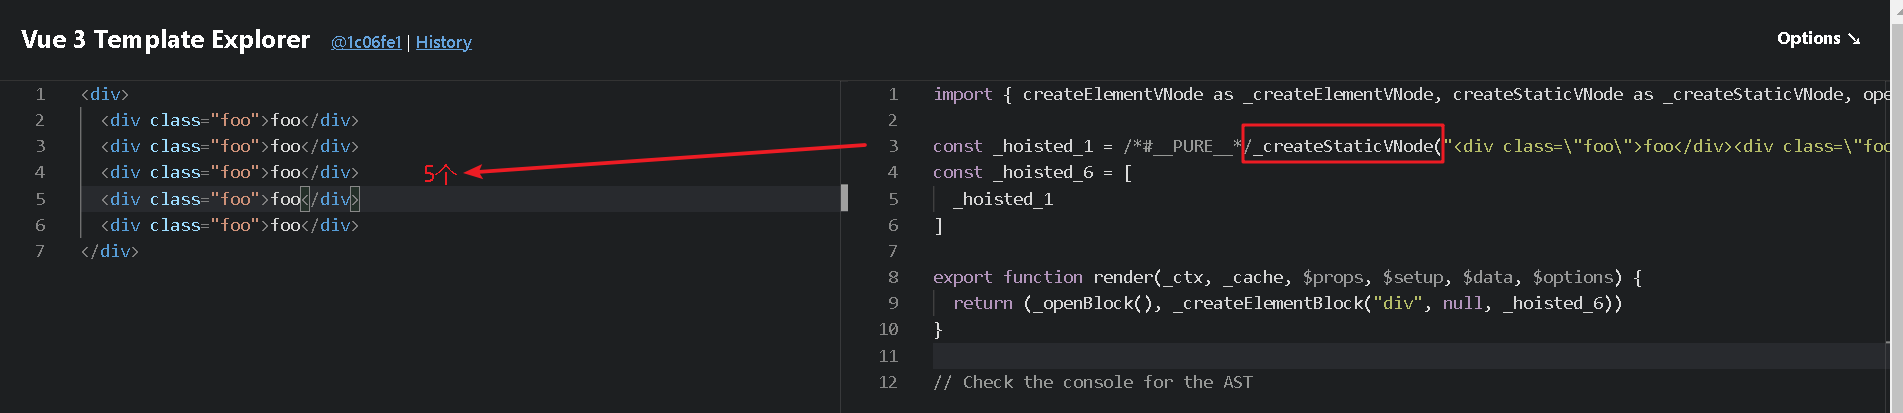 Vue 3 Template Explorer @1c06fe1 | History
Options ↘
1 <div>
2 <div class="foo">foo</div>
3 <div class="foo">foo</div>
4 <div class="foo">foo</div>
5 <div class="foo">foo</div>
6 <div class="foo">foo</div>
7 </div>
5个
1 import { createElementVNode as _createElementVNode, createStaticVNode as _createStaticVNode, ope
2
3 const _hoisted_1 = /*#__PURE__*/_createStaticVNode("<div class=\"foo\">foo</div><div class=\"foo
4 const _hoisted_6 = [
5 _hoisted_1
6 ]
7
8 export function render(_ctx, _cache, $props, $setup, $data, $options) {
9 return (_openBlock(), _createElementBlock("div", null, _hoisted_6))
10 }
11
12 // Check the console for the AST